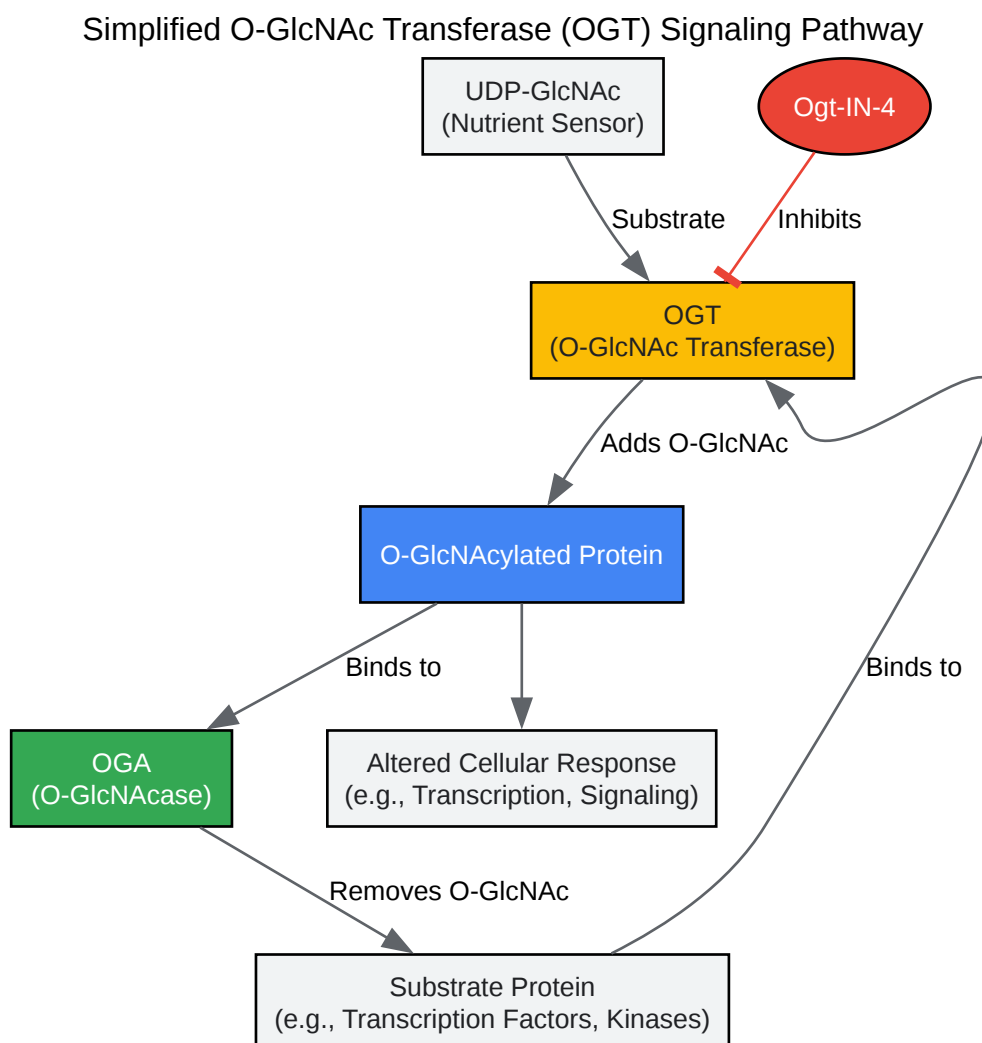 Simplified O-GlcNAc Transferase (OGT) Signaling Pathway
UDP-GlcNAc
(Nutrient Sensor)
Ogt-IN-4
Substrate
Inhibits
OGT
(O-GlcNAc Transferase)
Adds O-GlcNAc
O-GlcNAcylated Protein
Binds to
Binds to
OGA
(O-GlcNAcase)
Altered Cellular Response
(e.g., Transcription, Signaling)
Removes O-GlcNAc
Substrate Protein
(e.g., Transcription Factors, Kinases)